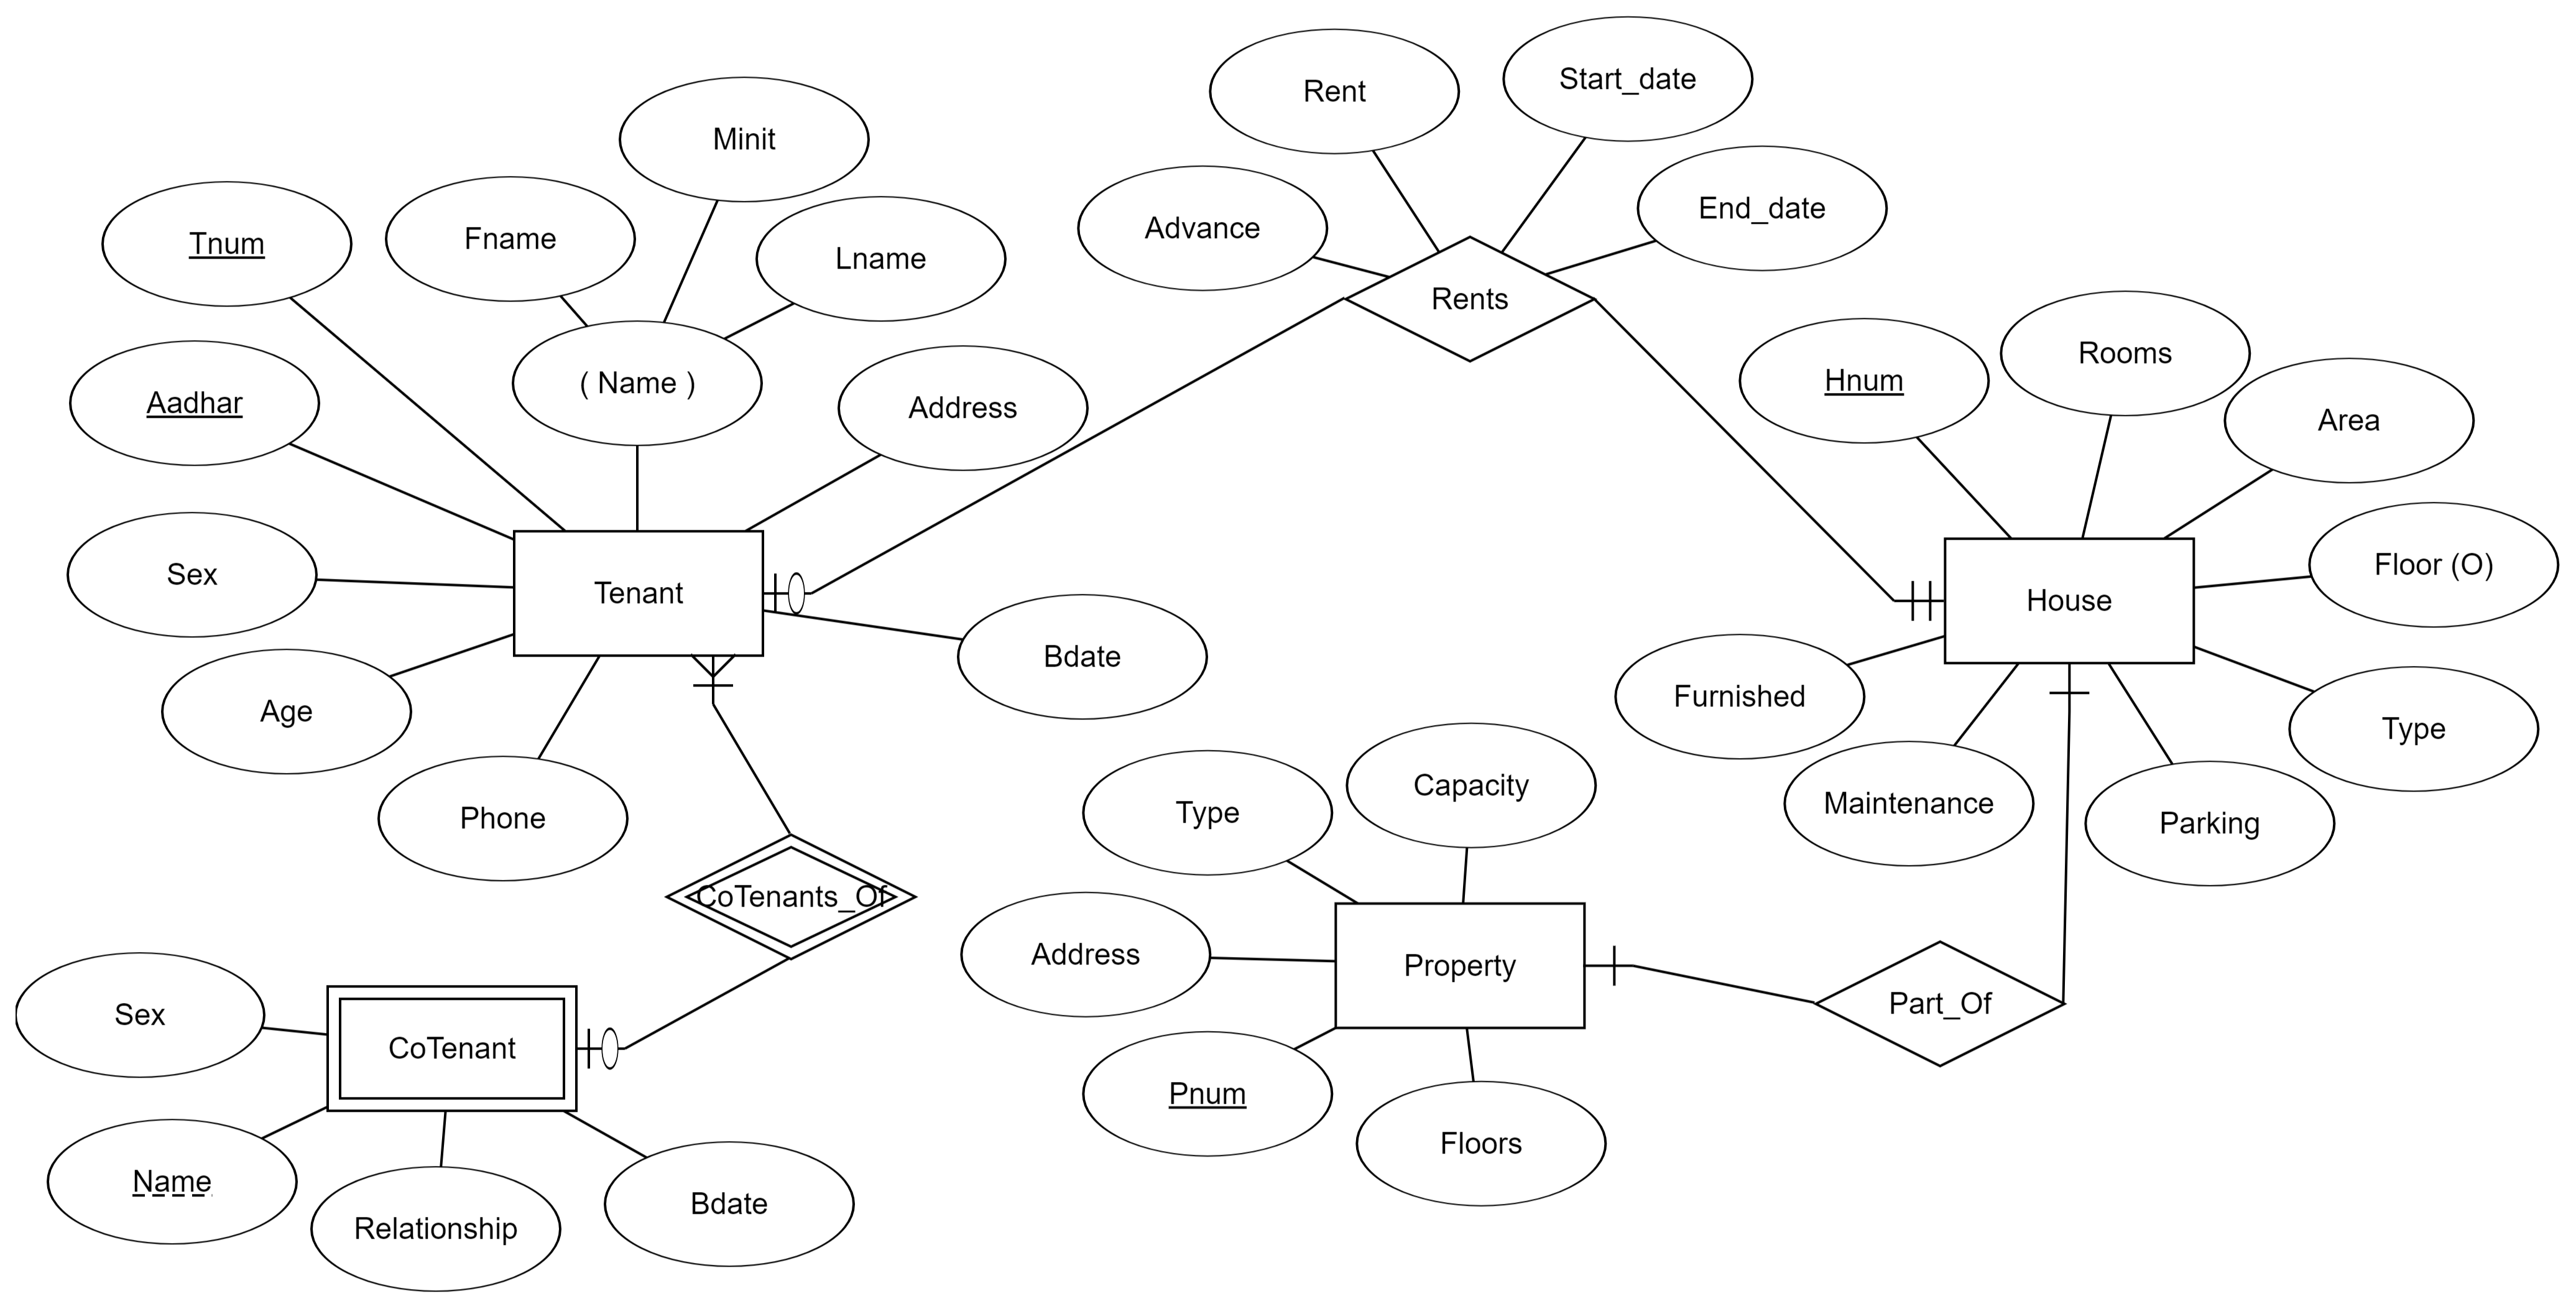 Rent
Start_date
Minit
End_date
Advance
Tnum
Fname
Lname
Rents
Rooms
Hnum
( Name )
Aadhar
Address
Area
Floor (O)
Sex
Tenant
House
Bdate
Furnished
Age
Type
Capacity
Maintenance
Type
Phone
Parking
CoTenants_Of
Address
Property
Part_Of
Sex
CoTenant
Pnum
Floors
Name
Relationship
Bdate